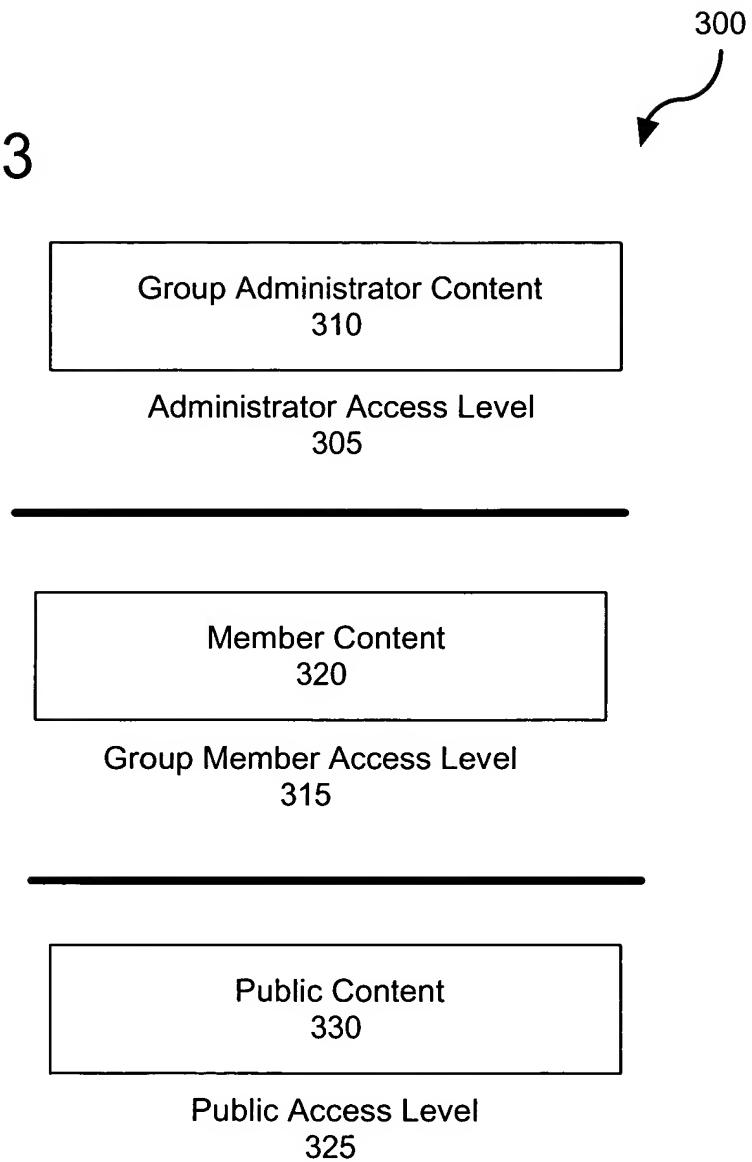 300
3
Group Administrator Content
310
Administrator Access Level
305
Member Content
320
Group Member Access Level
315
Public Content
330
Public Access Level
325